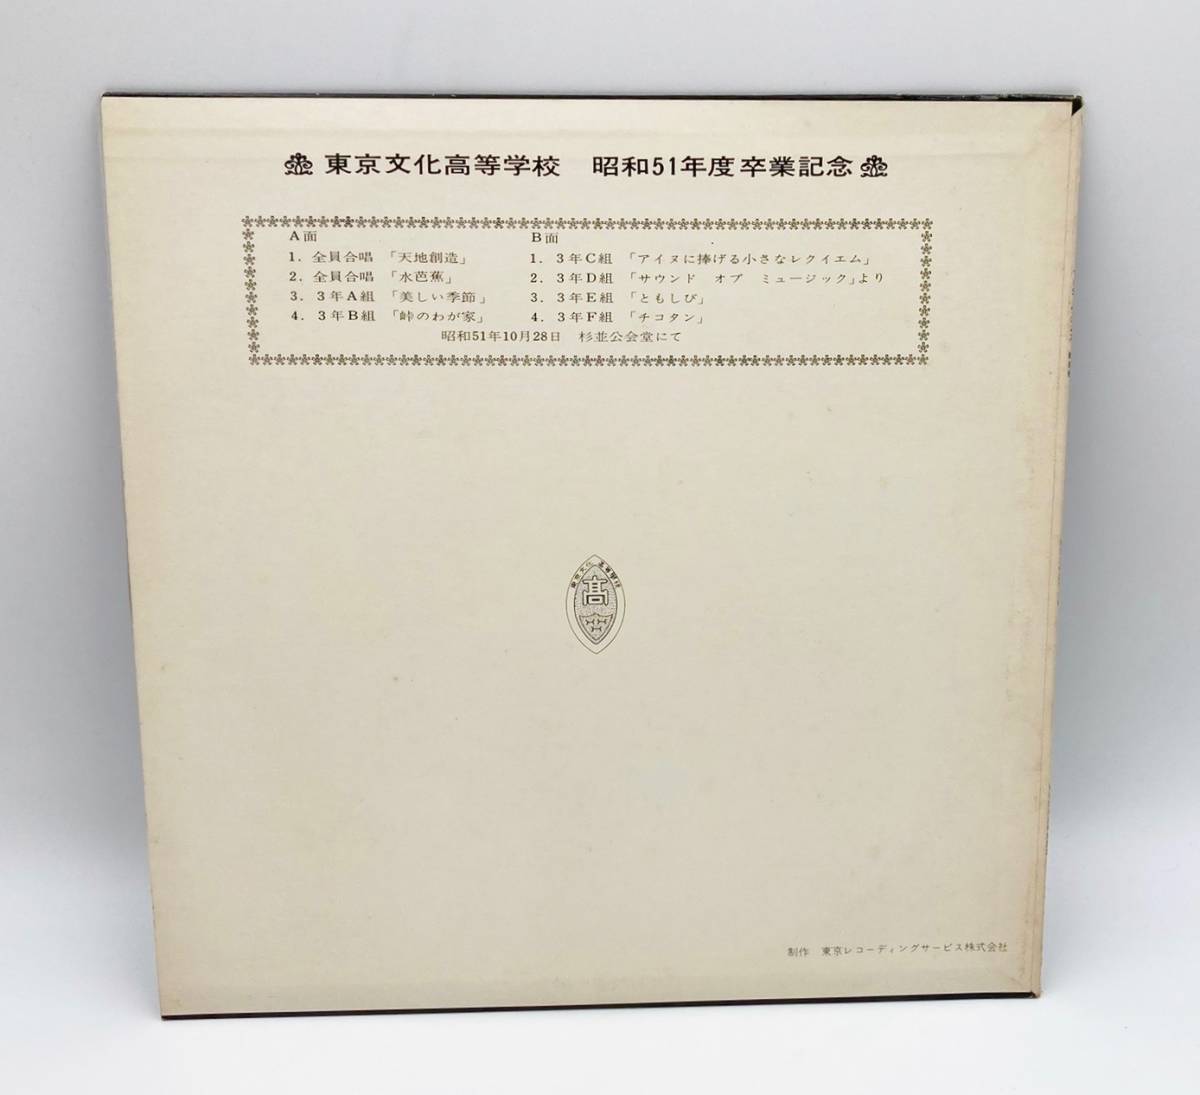 東京文化高等学校　昭和51年度卒業記念
A面
1．全員合唱 「天地創造」
2．全員合唱 「水芭蕉」
3．3年A組 「美しい季節」
4．3年B組 「峠のわが家」
B面
1．3年C組 「アイヌに捧げる小さなレクイエム」
2．3年D組 「サウンド　オブ　ミュージック」より
3．3年E組 「ともしび」
4．3年F組 「チコタン」
昭和51年10月28日　杉並公会堂にて
高
制作　東京レコーディングサービス株式会社